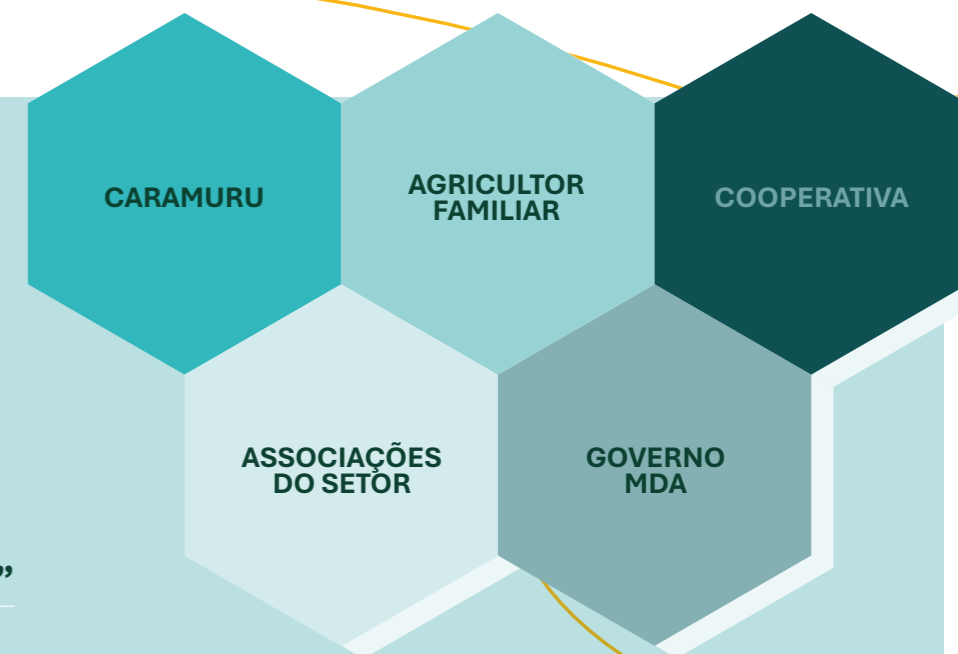 CARAMURU
AGRICULTOR
FAMILIAR
COOPERATIVA
ASSOCIAÇÕES
DO SETOR
GOVERNO
MDA
”